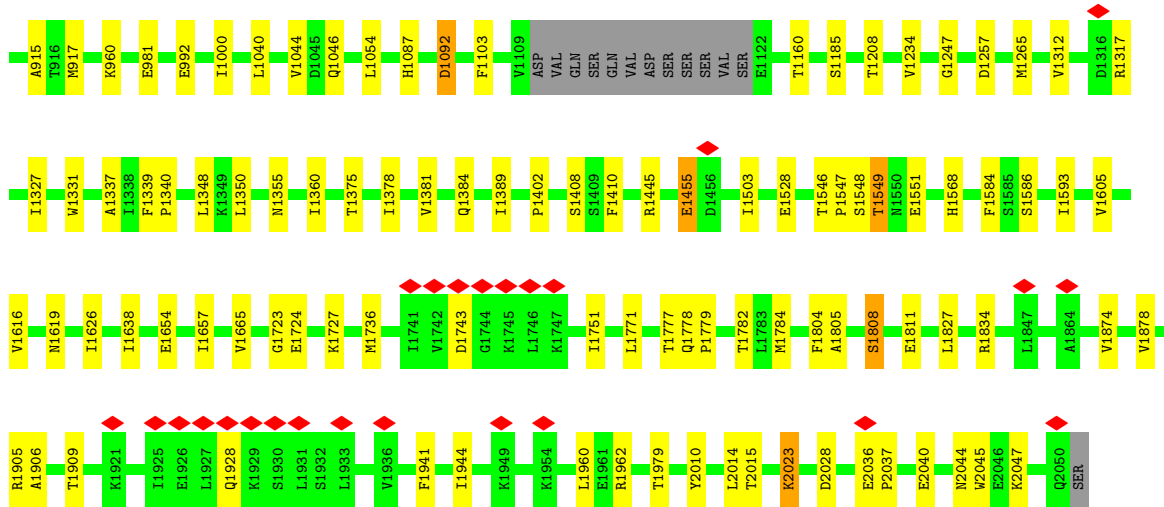 A915 T916 M917 K960 E981 E992 I1000 L1040 V1044 D1045 Q1046 L1054 H1087 D1092 F1103 V1109 ASP VAL GLN SER GLN VAL ASP SER SER SER VAL SER E1122 T1160 S1185 T1208 V1234 G1247 D1257 M1265 V1312 D1316 R1317
I1327 W1331 A1337 I1338 F1339 P1340 L1348 K1349 L1350 N1355 I1360 T1375 I1378 V1381 Q1384 I1389 P1402 S1408 S1409 F1410 R1445 E1455 D1456 I1503 E1528 T1546 P1547 S1548 T1549 N1550 E1551 H1568 F1584 S1585 S1586 I1593 V1605
V1616 N1619 I1626 I1638 E1654 I1657 V1665 G1723 E1724 K1727 M1736 I1741 V1742 D1743 G1744 K1745 L1746 K1747 I1751 L1771 T1777 Q1778 P1779 T1782 L1783 M1784 F1804 A1805 S1808 E1811 L1827 R1834 L1847 A1864 V1874 V1878
R1905 A1906 T1909 K1921 I1925 E1926 L1927 Q1928 K1929 S1930 L1931 S1932 L1933 V1936 F1941 I1944 K1949 K1954 L1960 E1961 R1962 T1979 Y2010 L2014 T2015 K2023 D2028 E2036 P2037 E2040 N2044 W2045 E2046 K2047 Q2050 SER